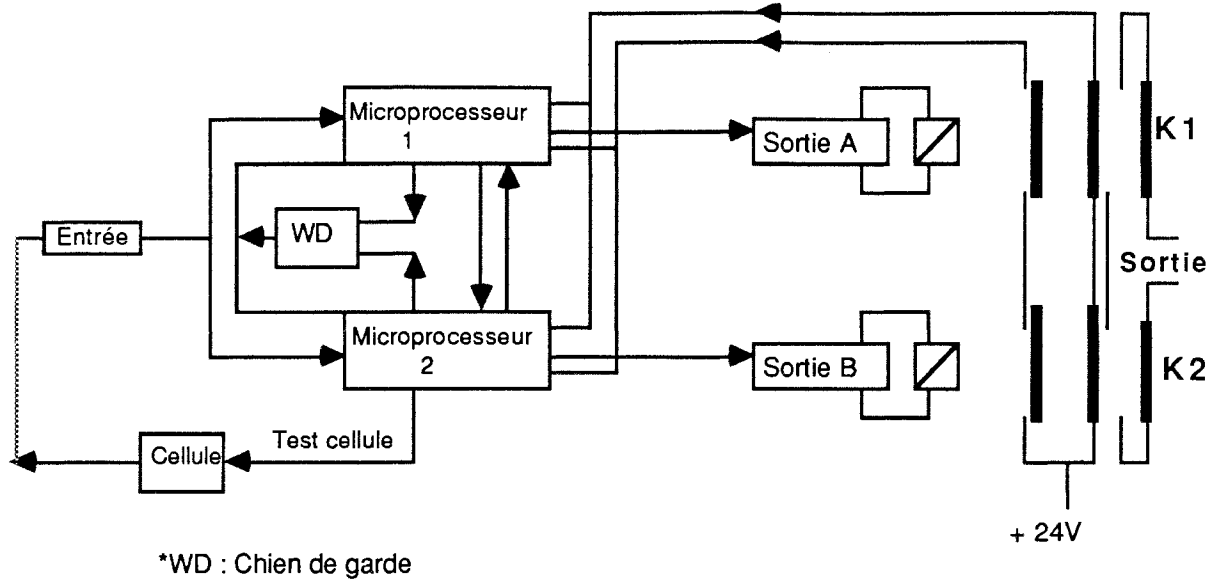 Microprocesseur
1
Sortie A
K1
WD
Entrée
Sortie
Microprocesseur
2
Sortie B
K2
Test cellule
Cellule
+ 24V
*WD : Chien de garde